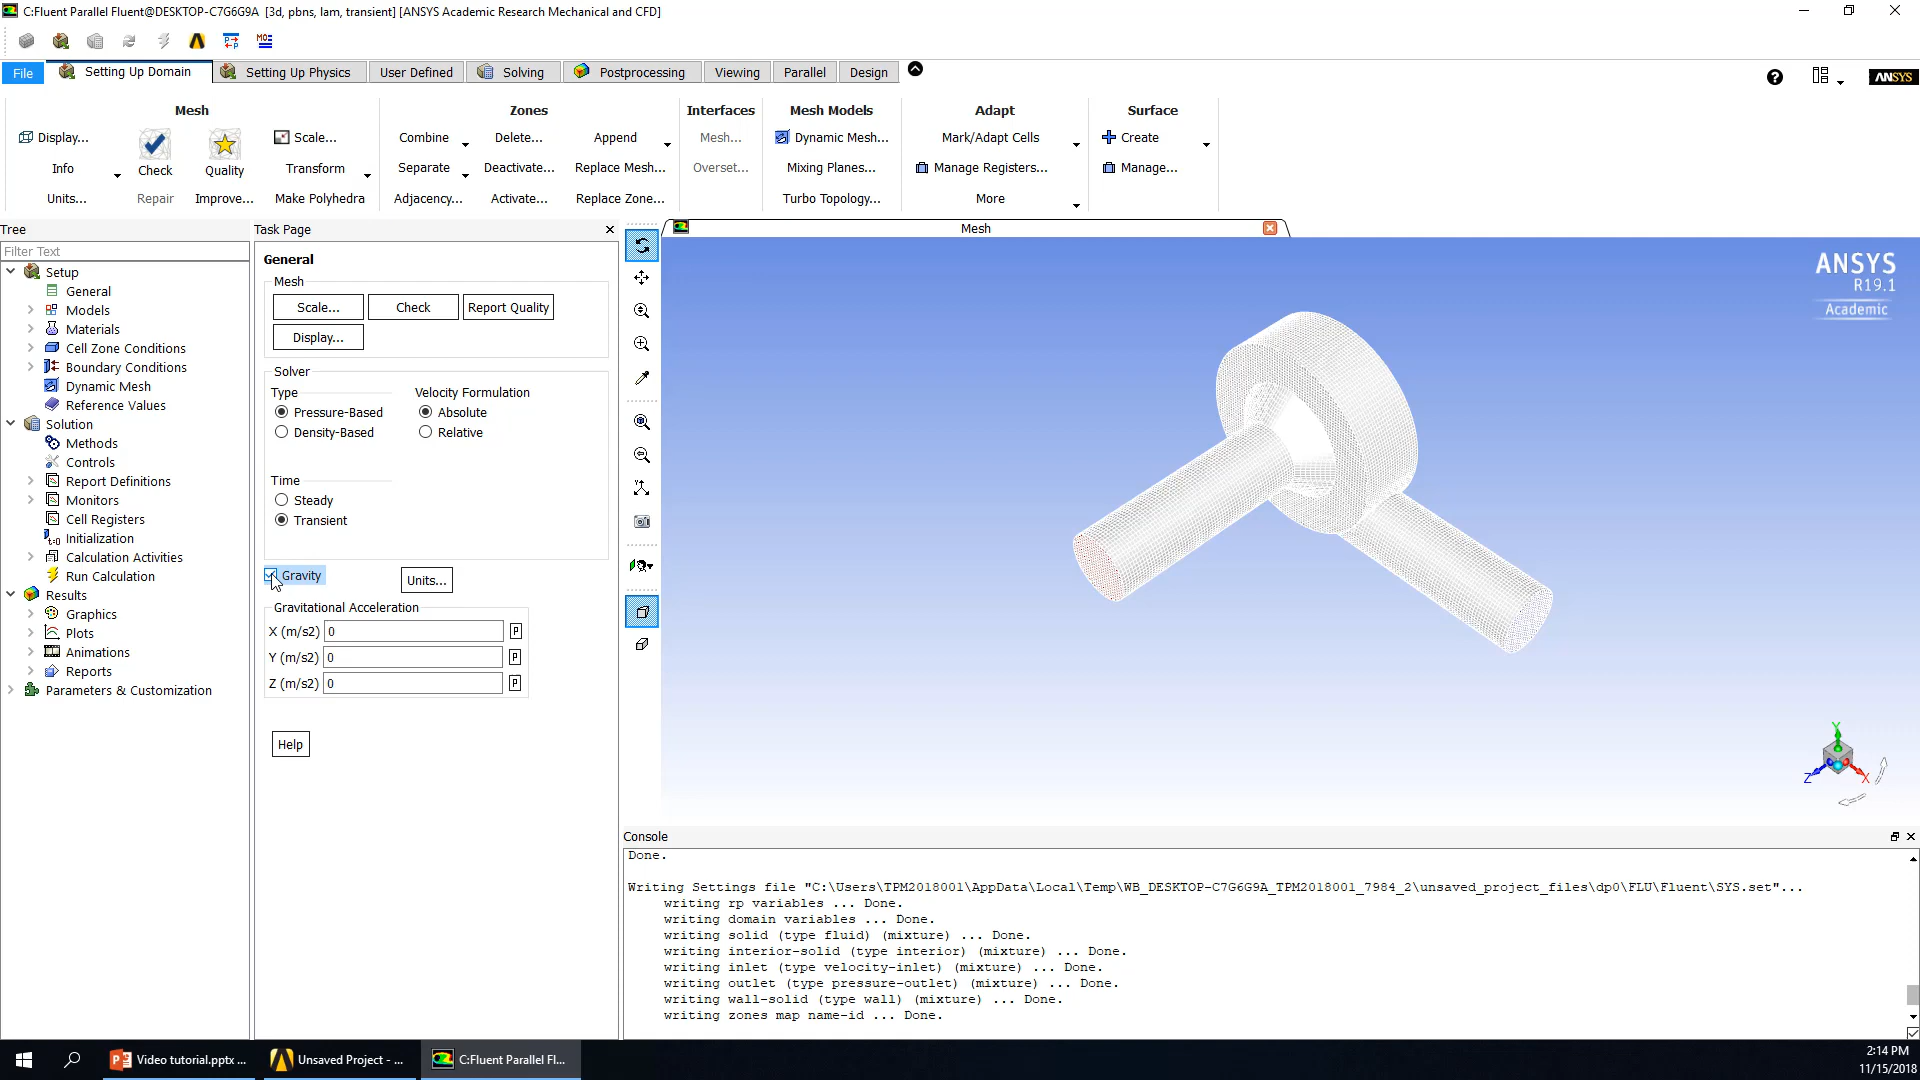 C:Fluent Parallel Fluent@DESKTOP-C7G6G9A [3d, pbns, lam, transient] [ANSYS Academic Research Mechanical and CFD]
File
Setting Up Domain
Setting Up Physics
User Defined
Solving
Postprocessing
Viewing
Parallel
Design
ANSYS
Mesh
Display...
Info
Units...
Check
Repair
Quality
Improve...
Scale...
Transform
Make Polyhedra
Zones
Combine
Separate
Adjacency...
Delete...
Deactivate...
Activate...
Append
Replace Mesh...
Replace Zone...
Interfaces
Mesh...
Overset...
Mesh Models
Dynamic Mesh...
Mixing Planes...
Turbo Topology...
Adapt
Mark/Adapt Cells
Manage Registers...
More
Surface
Create
Manage...
Tree
Filter Text
Setup
General
Models
Materials
Cell Zone Conditions
Boundary Conditions
Dynamic Mesh
Reference Values
Solution
Methods
Controls
Report Definitions
Monitors
Cell Registers
Initialization
Calculation Activities
Run Calculation
Results
Graphics
Plots
Animations
Reports
Parameters & Customization
Task Page
General
Mesh
Scale... Check Report Quality
Display...
Solver
Type Velocity Formulation
Pressure-Based Absolute
Density-Based Relative
Time
Steady
Transient
Gravity Units...
Gravitational Acceleration
X (m/s2) 0 P
Y (m/s2) 0 P
Z (m/s2) 0 P
Help
Mesh
ANSYS
R19.1
Academic
Y
Z X
Console
Done.
Writing Settings file "C:\Users\TPM2018001\AppData\Local\Temp\WB_DESKTOP-C7G6G9A_TPM2018001_7984_2\unsaved_project_files\dp0\FLU\Fluent\SYS.set"...
writing rp variables ... Done.
writing domain variables ... Done.
writing solid (type fluid) (mixture) ... Done.
writing interior-solid (type interior) (mixture) ... Done.
writing inlet (type velocity-inlet) (mixture) ... Done.
writing outlet (type pressure-outlet) (mixture) ... Done.
writing wall-solid (type wall) (mixture) ... Done.
writing zones map name-id ... Done.
Video tutorial.pptx ...
Unsaved Project - ...
C:Fluent Parallel Fl...
2:14 PM
11/15/2018